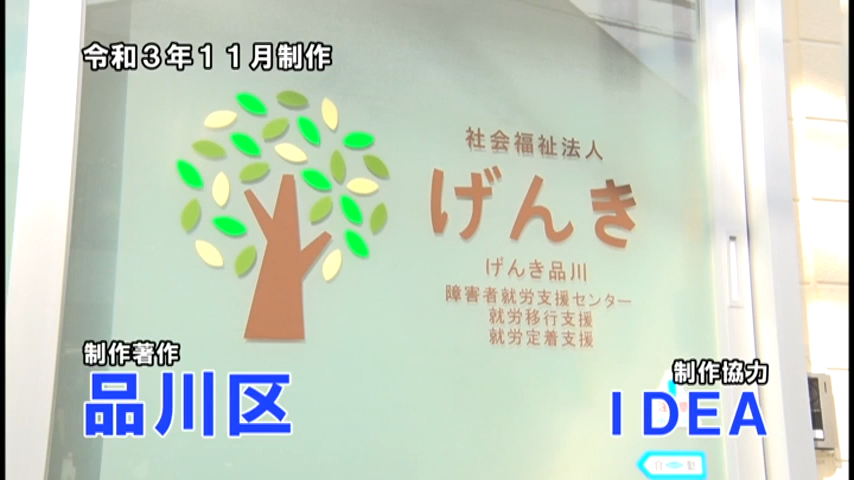 令和３年１１月制作
社会福祉法人
げんき
げんき品川
障害者就労支援センター
就労移行支援
就労定着支援
制作著作
品川区
制作協力
IDEA
自動